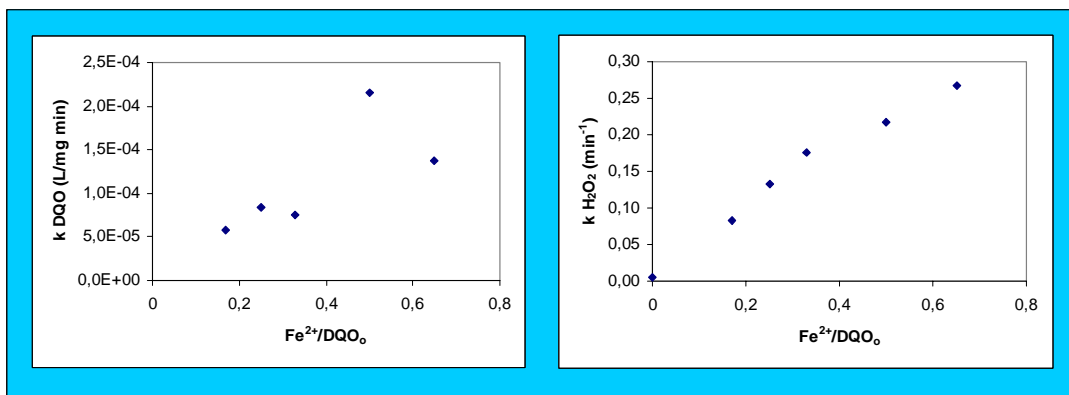 2,5E-04
2,0E-04
1,5E-04
1,0E-04
5,0E-05
0,0E+00
k DQO (L/mg min)
0 0,2 0,4 0,6 0,8
Fe²⁺/DQOₒ
0,30
0,25
0,20
0,15
0,10
0,05
0,00
k H₂O₂ (min⁻¹)
0 0,2 0,4 0,6 0,8
Fe²⁺/DQOₒ